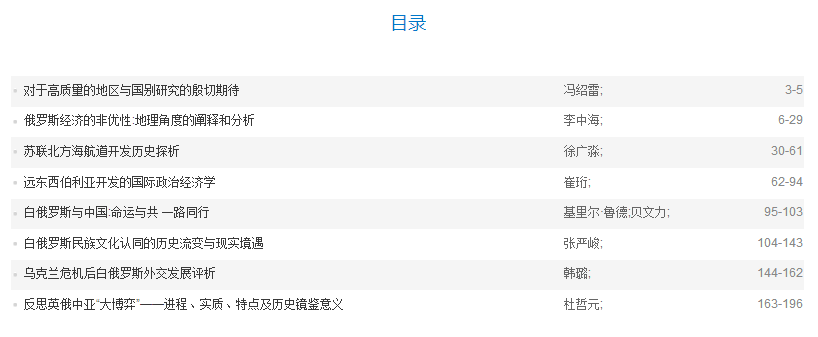 目录
对于高质量的地区与国别研究的殷切期待 冯绍雷; 3-5
俄罗斯经济的非优性:地理角度的阐释和分析 李中海; 6-29
苏联北方海航道开发历史探析 徐广淼; 30-61
远东西伯利亚开发的国际政治经济学 崔珩; 62-94
白俄罗斯与中国:命运与共 一路同行 基里尔·鲁德;贝文力; 95-103
白俄罗斯民族文化认同的历史流变与现实境遇 张严峻; 104-143
乌克兰危机后白俄罗斯外交发展评析 韩璐; 144-162
反思英俄中亚“大博弈”——进程、实质、特点及历史镜鉴意义 杜哲元; 163-196